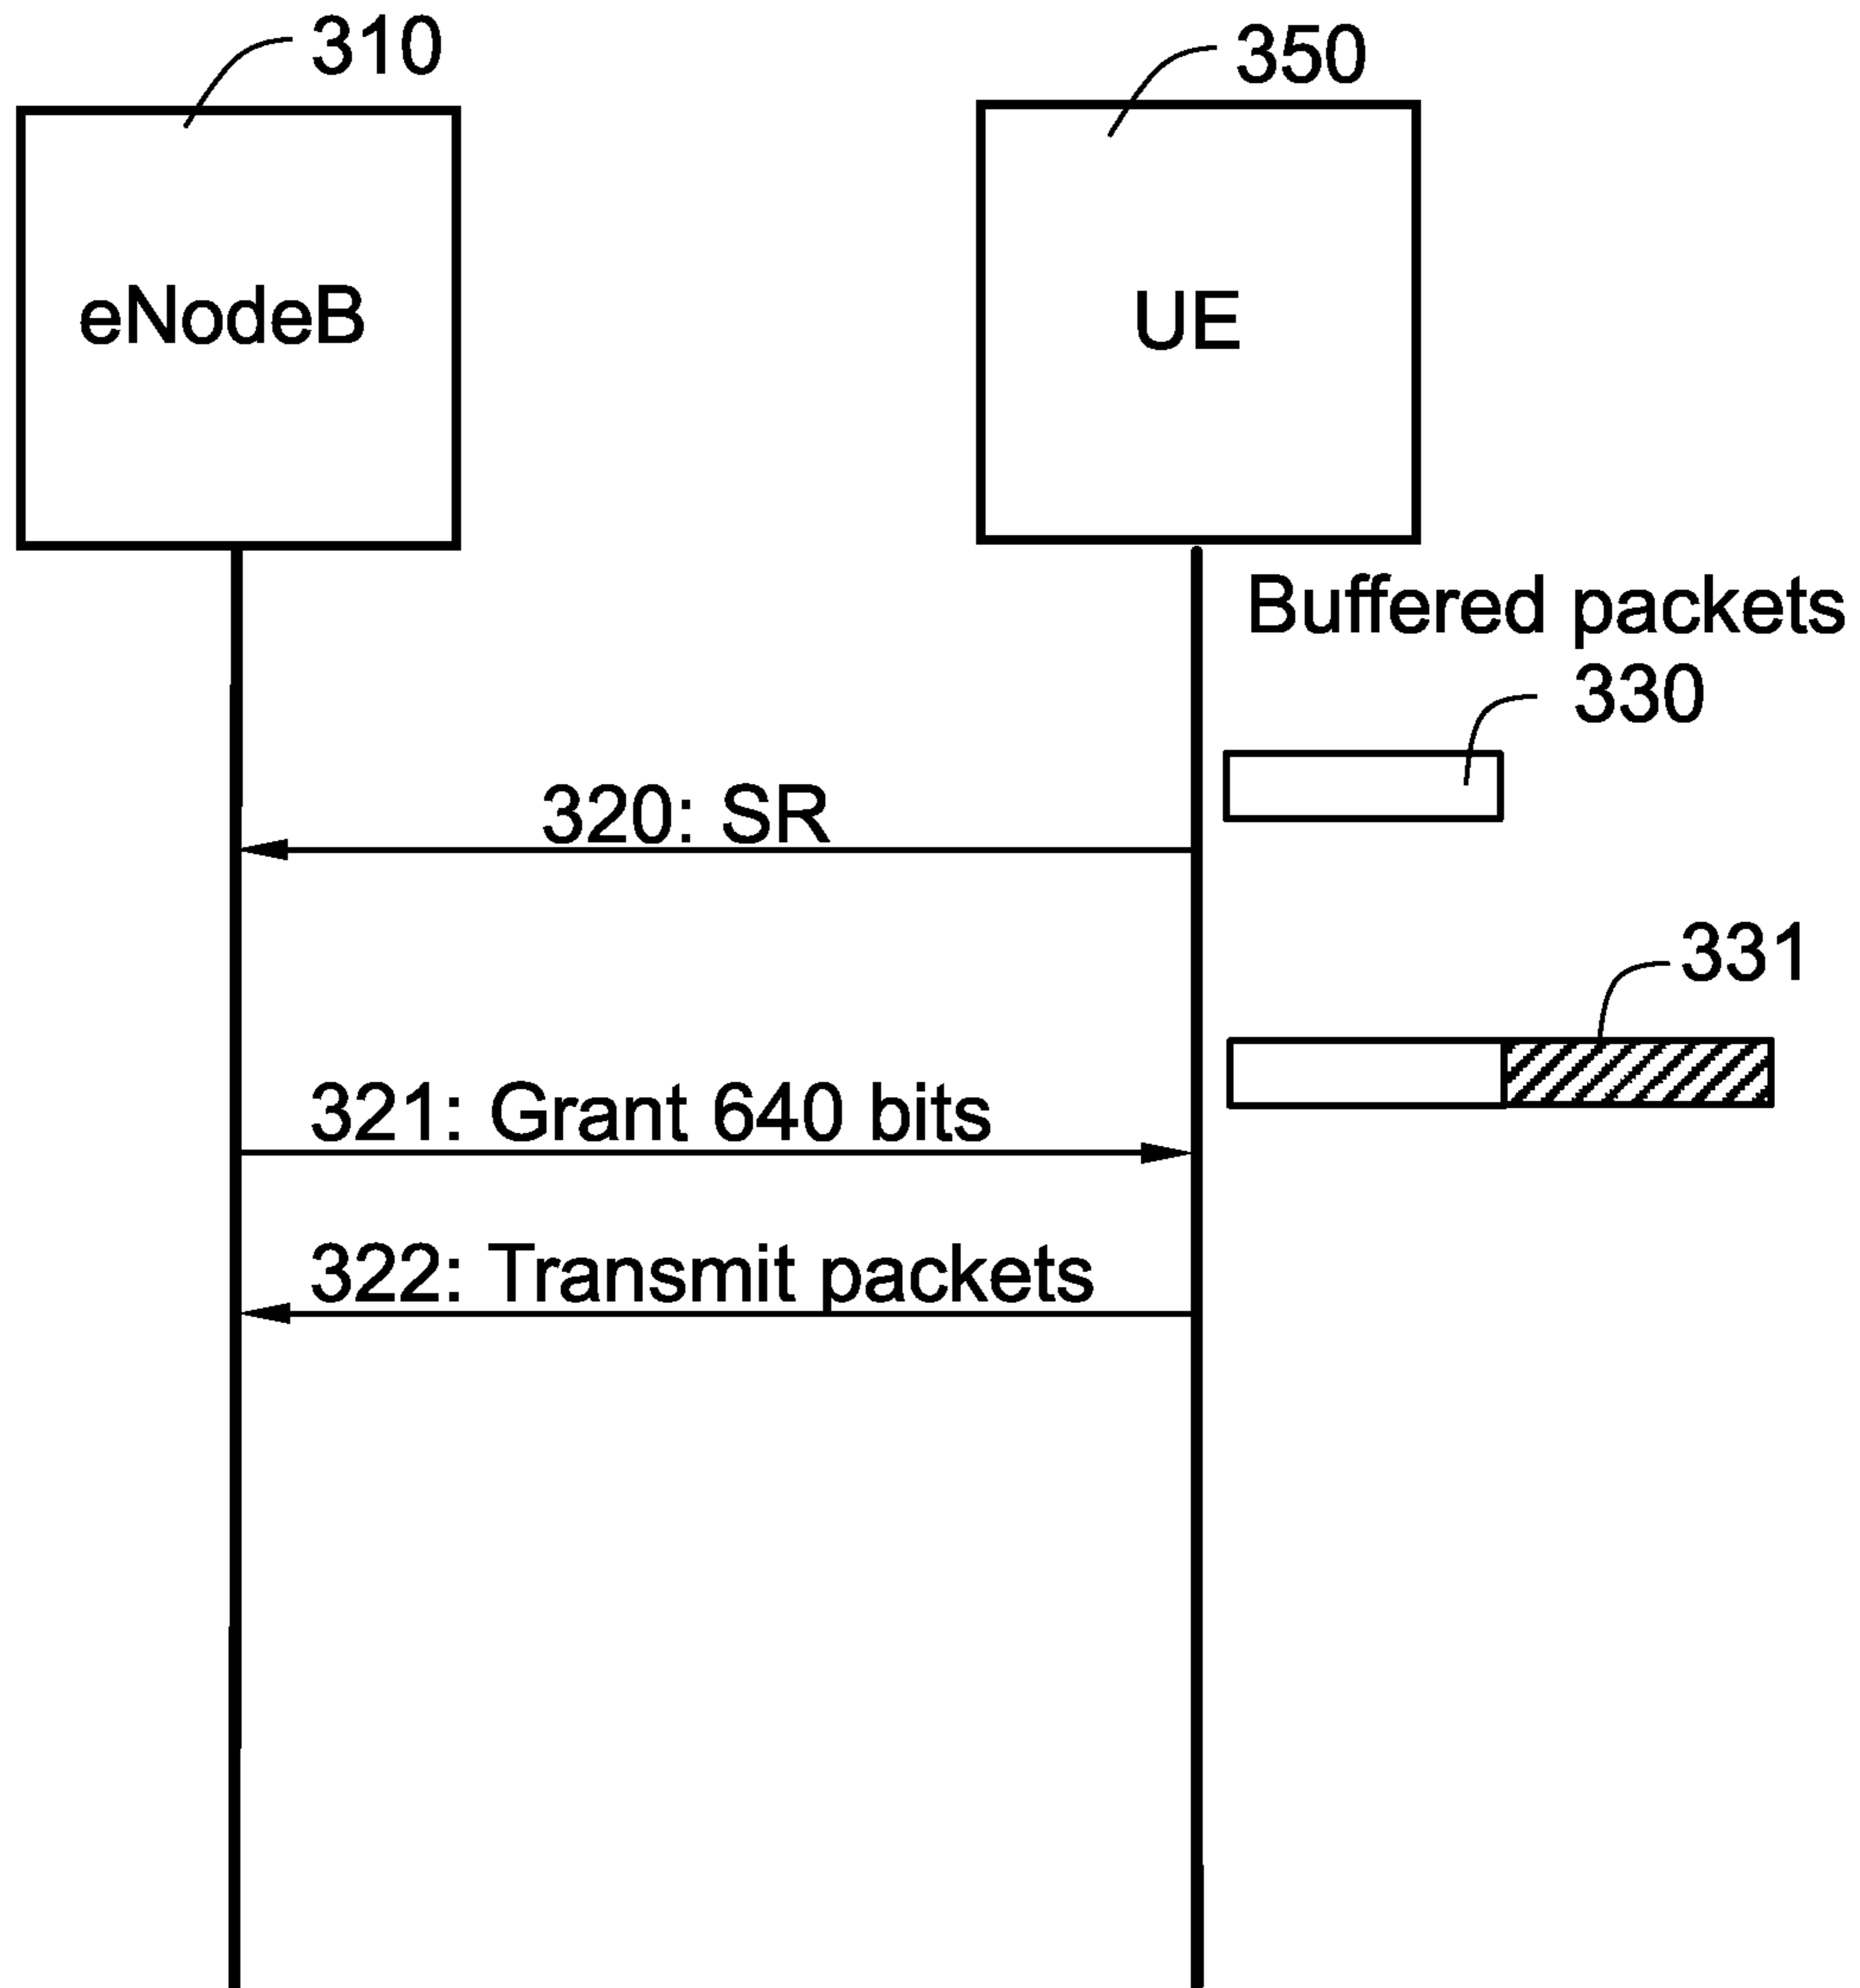 310
350
eNodeB
UE
Buffered packets
330
320: SR
331
321: Grant 640 bits
322: Transmit packets